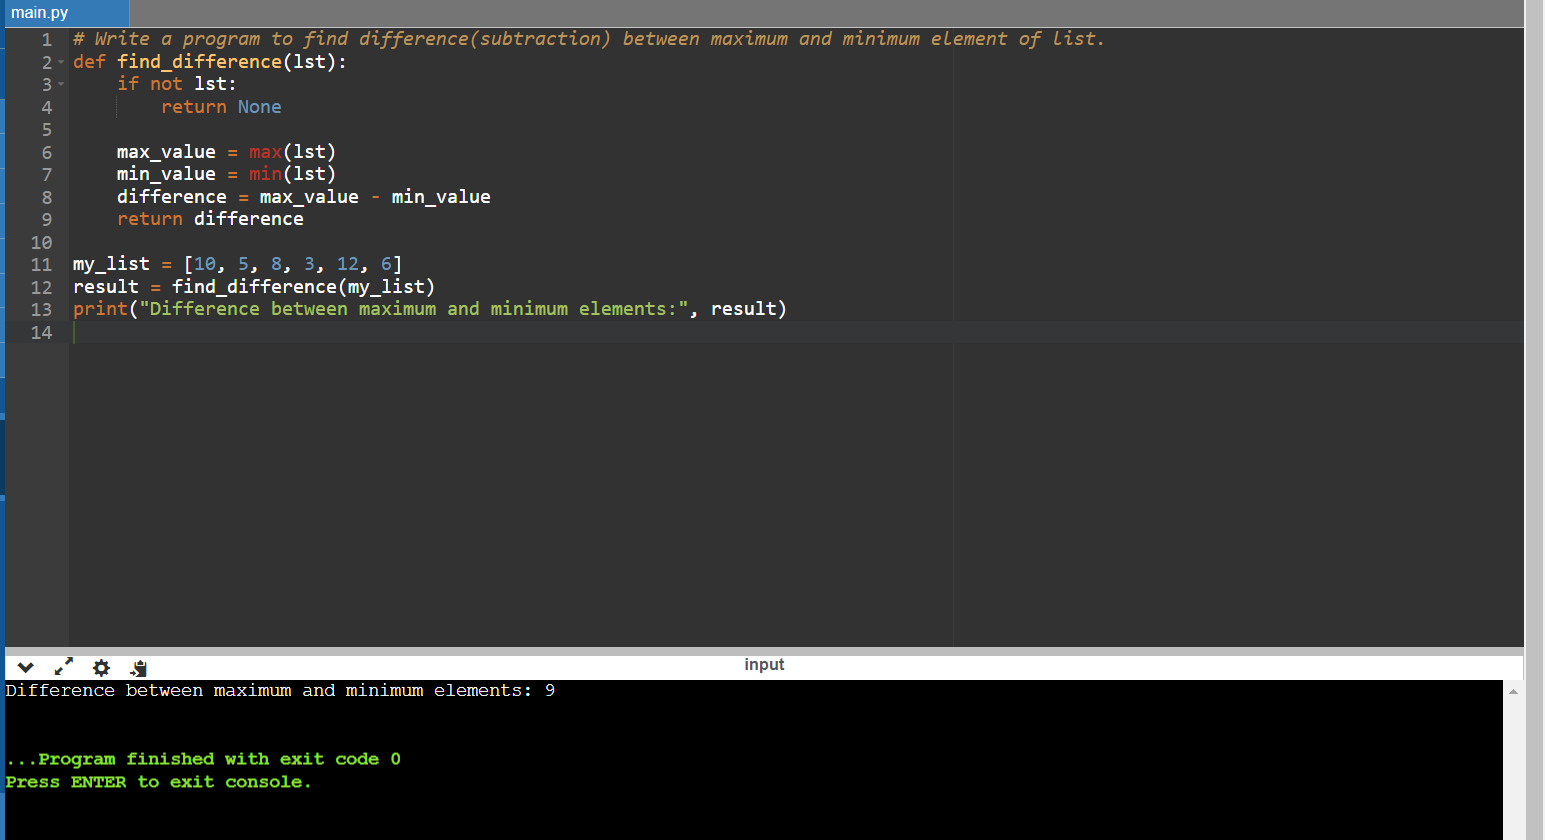 main.py
1 # Write a program to find difference(subtraction) between maximum and minimum element of list.
2 def find_difference(lst):
3     if not lst:
4         return None
5
6     max_value = max(lst)
7     min_value = min(lst)
8     difference = max_value - min_value
9     return difference
10
11 my_list = [10, 5, 8, 3, 12, 6]
12 result = find_difference(my_list)
13 print("Difference between maximum and minimum elements:", result)
14
input
Difference between maximum and minimum elements: 9
...Program finished with exit code 0
Press ENTER to exit console.